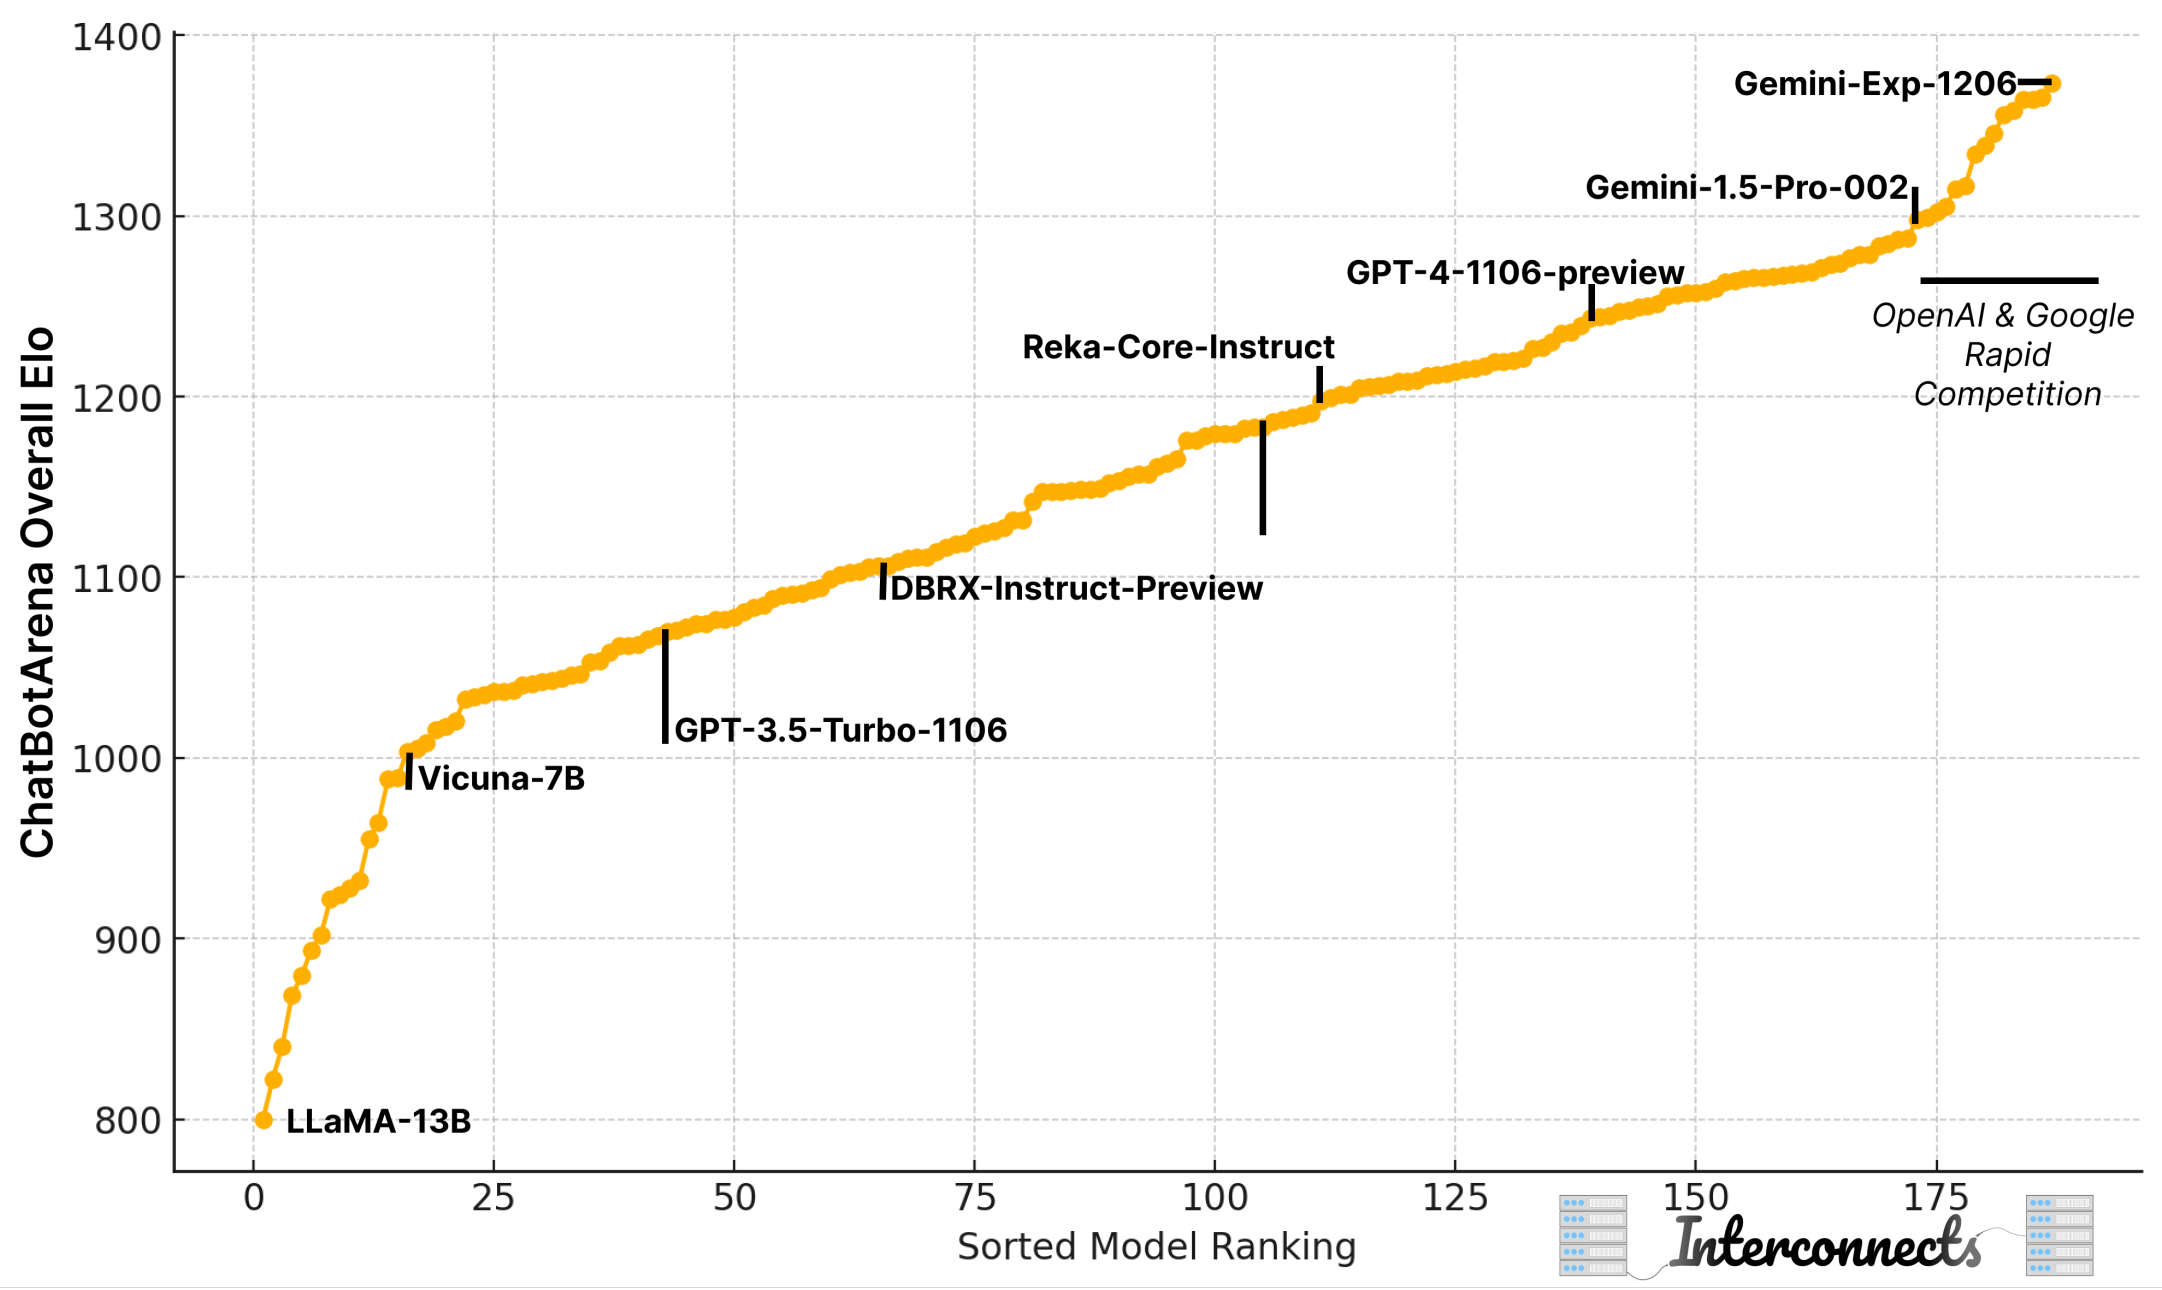 1400
1300
1200
1100
1000
900
800
ChatBotArena Overall Elo
Gemini-Exp-1206
Gemini-1.5-Pro-002
GPT-4-1106-preview
OpenAI & Google
Rapid
Competition
Reka-Core-Instruct
DBRX-Instruct-Preview
GPT-3.5-Turbo-1106
Vicuna-7B
LLaMA-13B
0 25 50 75 100 125 150 175
Sorted Model Ranking
Interconnects